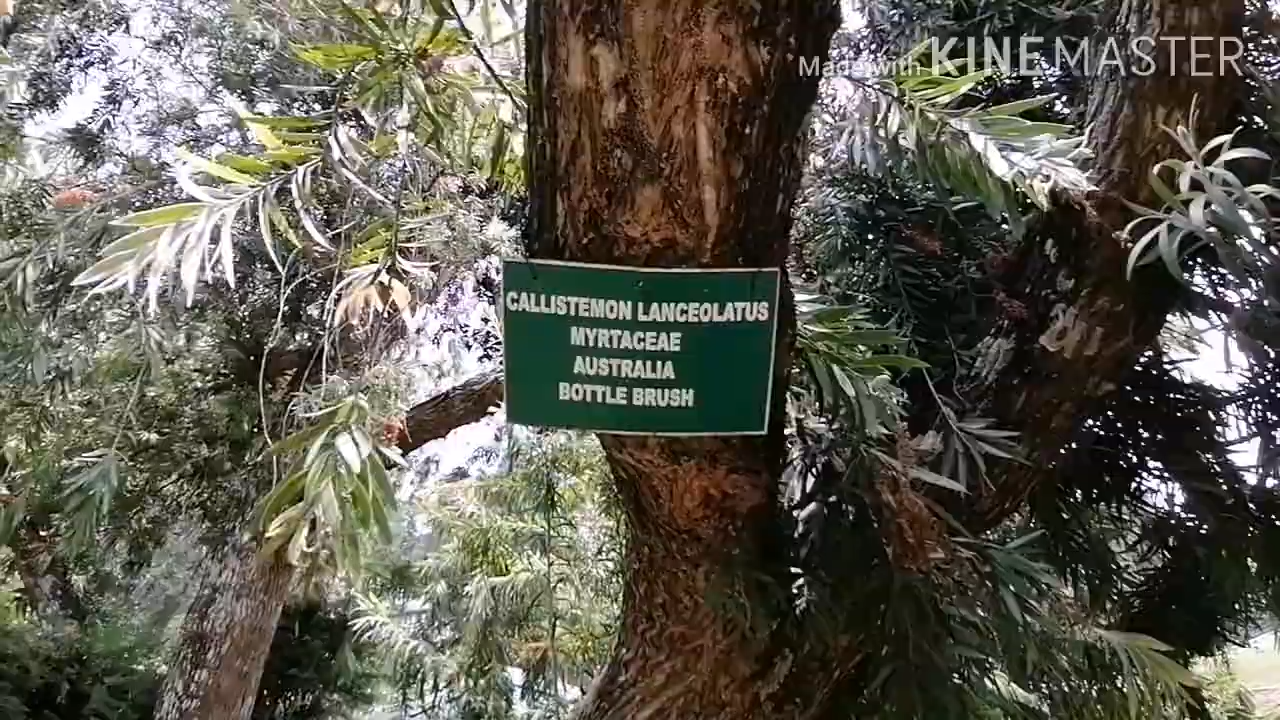 Made with KINEMASTER
CALLISTEMON LANCEOLATUS
MYRTACEAE
AUSTRALIA
BOTTLE BRUSH